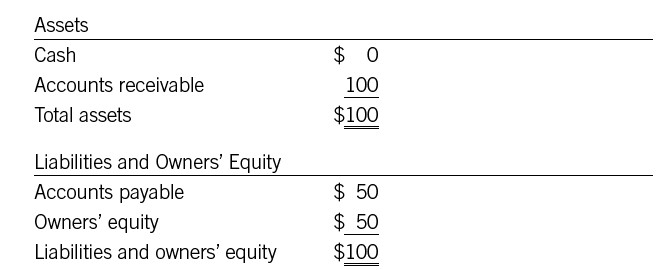 Assets
Cash $ 0
Accounts receivable 100
Total assets $100
Liabilities and Owners’ Equity
Accounts payable $ 50
Owners’ equity $ 50
Liabilities and owners’ equity $100